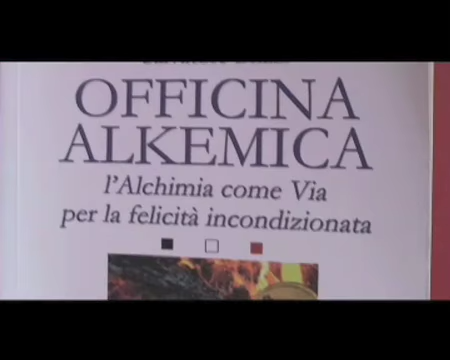 OFFICINA
ALKEMICA
l'Alchimia come Via
per la felicità incondizionata